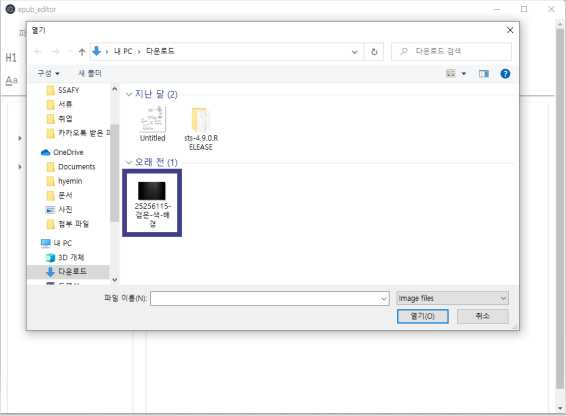 epub_editor
열기
내 PC > 다운로드
다운로드 검색
구성
새 폴더
H1
Aa
SSAFY
서류
취업
카카오톡 받은 파
OneDrive
Documents
hyemin
문서
사진
첨부 파일
내 PC
3D 개체
다운로드
지난 달 (2)
Untitled
sts-4.9.0.R
ELEASE
오래 전 (1)
25256115-
검은-색-배
경
파일 이름(N):
Image files
열기(O)
취소